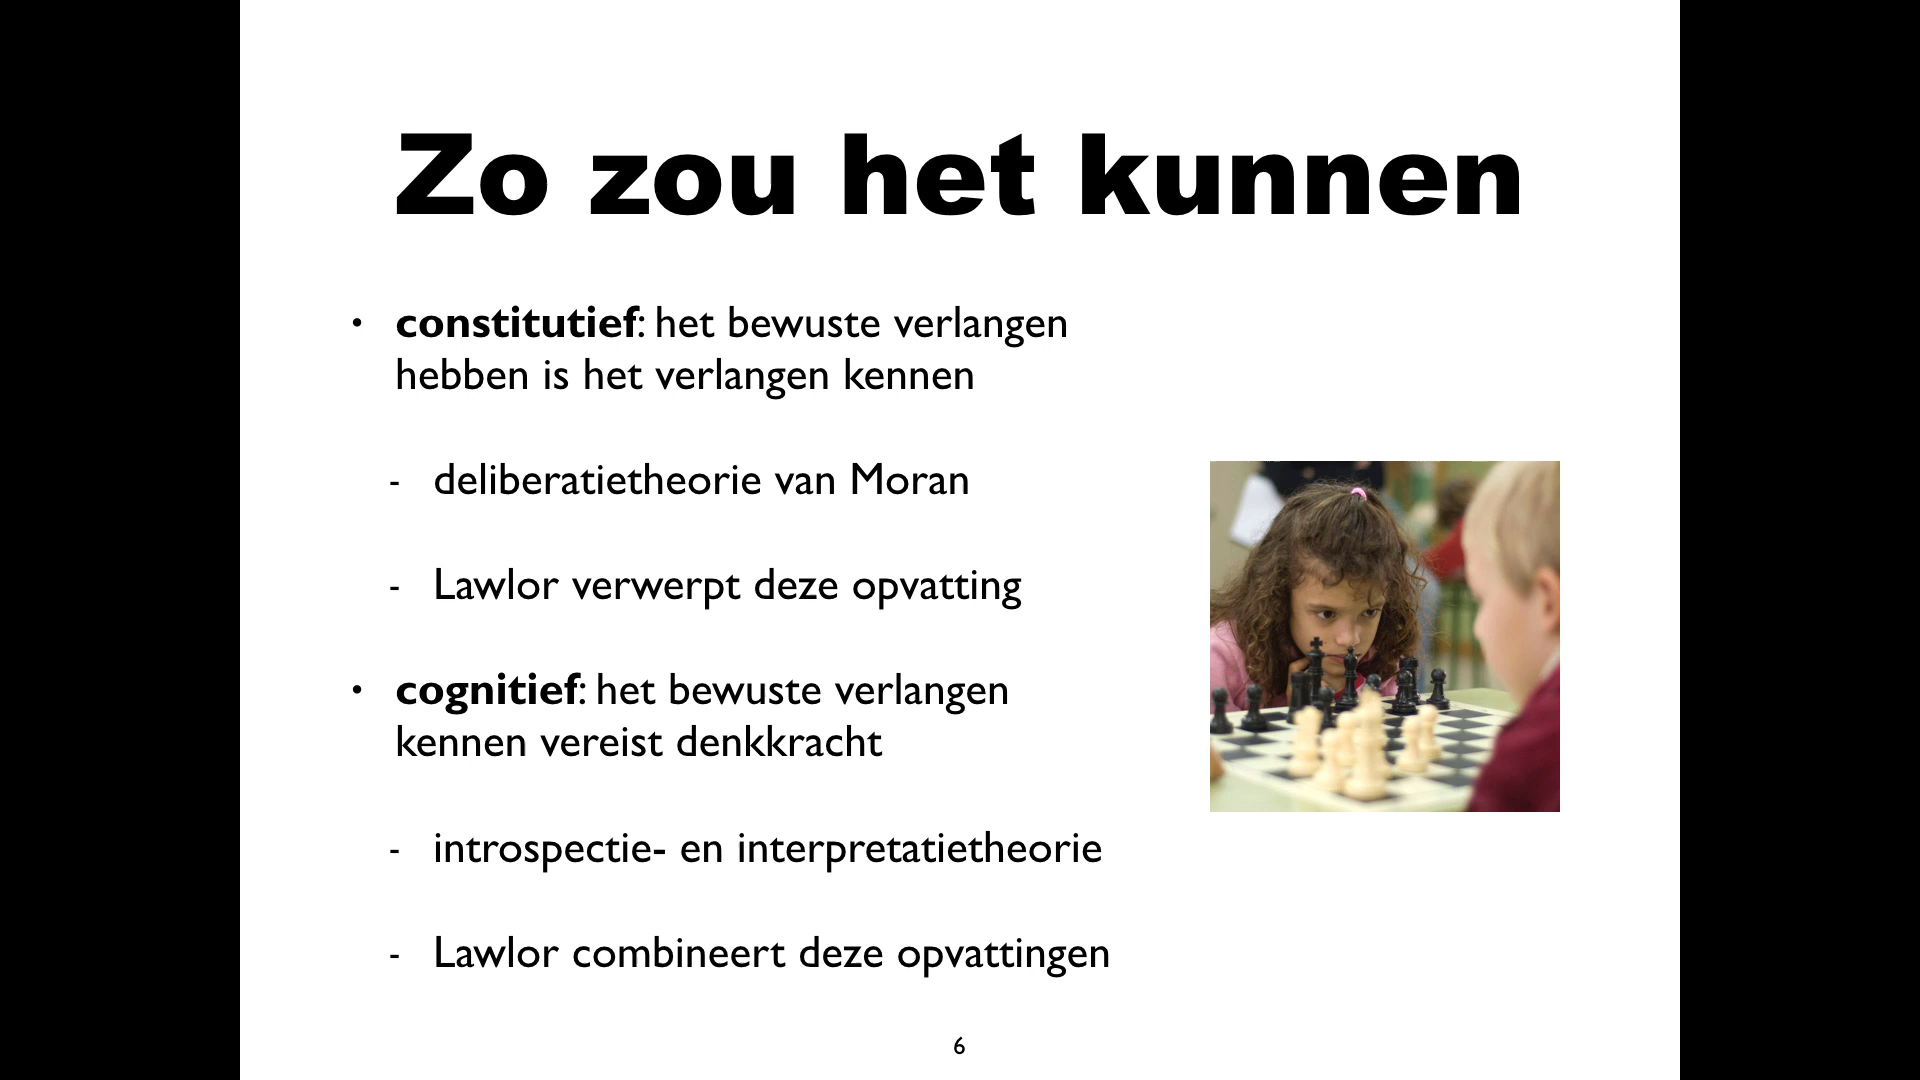 Zo zou het kunnen
• constitutief: het bewuste verlangen
hebben is het verlangen kennen
- deliberatietheorie van Moran
- Lawlor verwerpt deze opvatting
• cognitief: het bewuste verlangen
kennen vereist denkkracht
- introspectie- en interpretatietheorie
- Lawlor combineert deze opvattingen
6